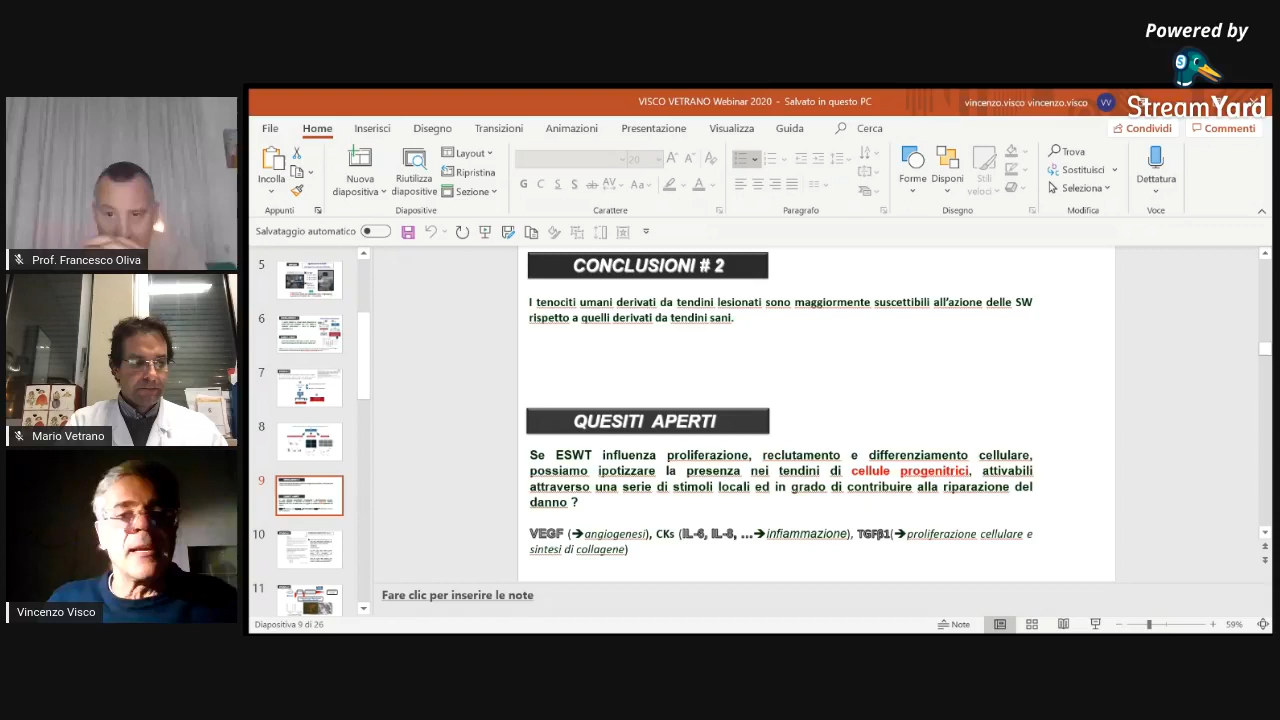 Powered by
StreamYard
VISCO VETRANO Webinar 2020 - Salvato in questo PC
vincenzo.visco vincenzo.visco
VV
File Home Inserisci Disegno Transizioni Animazioni Presentazione Visualizza Guida Cerca
Condividi Commenti
Incolla
Nuova diapositiva
Riutilizza diapositive
Layout
Ripristina
Sezione
20
G C S S ab AV Aa A
Forme Disponi Stili veloci
Trova
Sostituisci
Seleziona
Dettatura
Appunti Diapositive Carattere Paragrafo Disegno Modifica Voce
Salvataggio automatico
5
6
7
8
9
10
11
CONCLUSIONI # 2
I tenociti umani derivati da tendini lesionati sono maggiormente suscettibili all'azione delle SW
rispetto a quelli derivati da tendini sani.
QUESITI APERTI
Se ESWT influenza proliferazione, reclutamento e differenziamento cellulare,
possiamo ipotizzare la presenza nei tendini di cellule progenitrici, attivabili
attraverso una serie di stimoli locali ed in grado di contribuire alla riparazione del
danno ?
VEGF (➔angiogenesi), CKs (IL-6, IL-8, ...➔infiammazione), TGFβ1(➔proliferazione cellulare e
sintesi di collagene)
Fare clic per inserire le note
Diapositiva 9 di 26
Note
59%
Prof. Francesco Oliva
Mario Vetrano
Vincenzo Visco